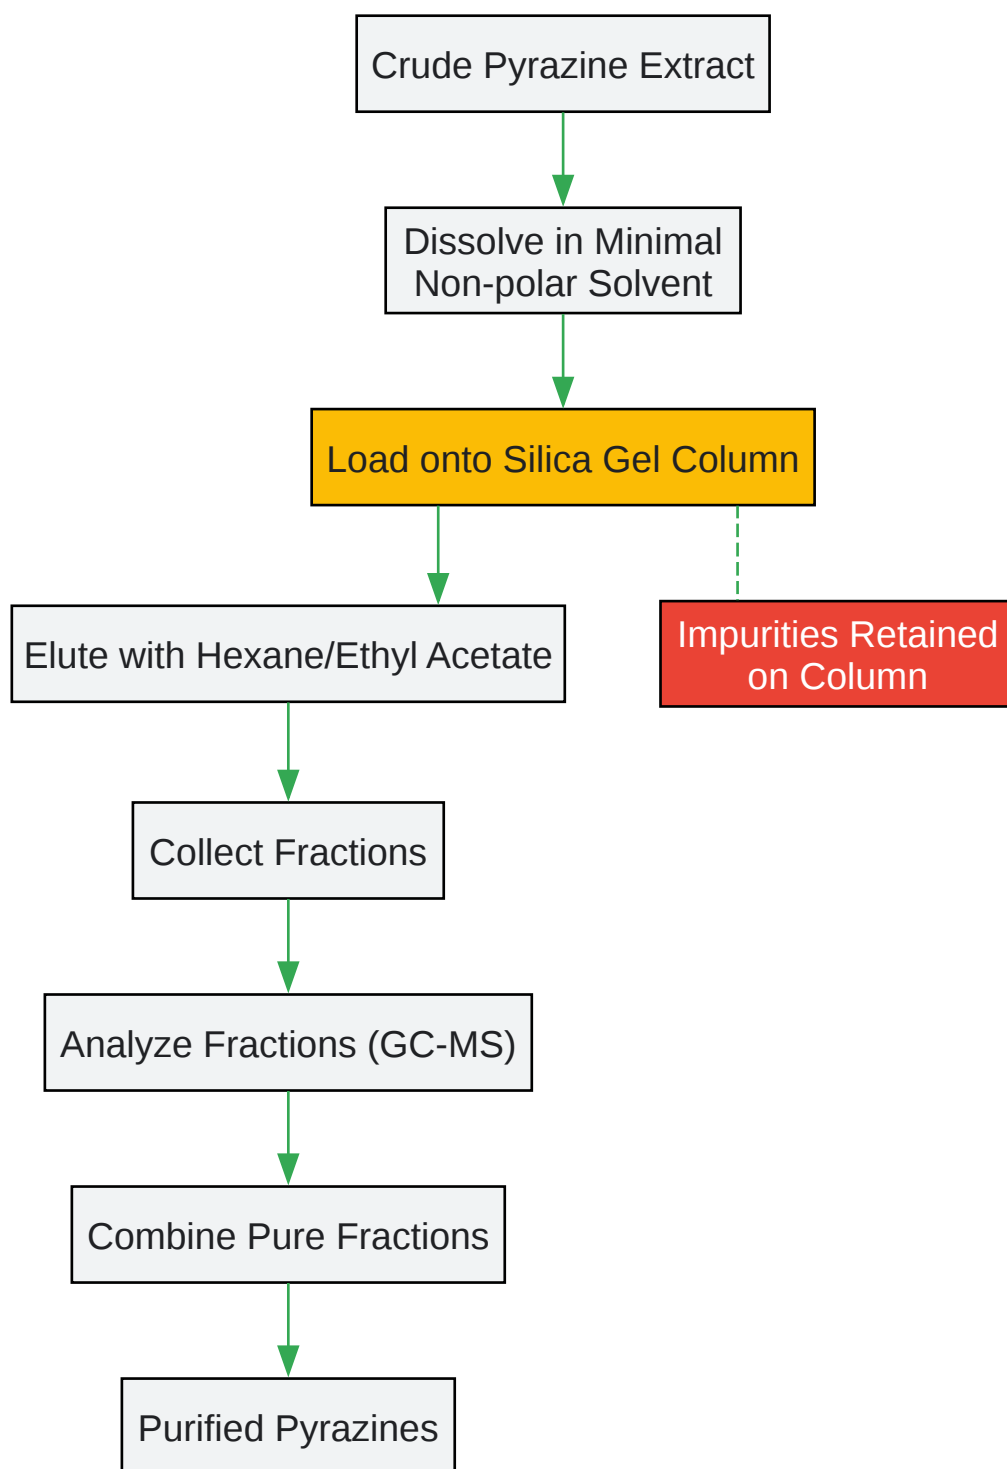 Crude Pyrazine Extract
Dissolve in Minimal
Non-polar Solvent
Load onto Silica Gel Column
Elute with Hexane/Ethyl Acetate
Impurities Retained
on Column
Collect Fractions
Analyze Fractions (GC-MS)
Combine Pure Fractions
Purified Pyrazines